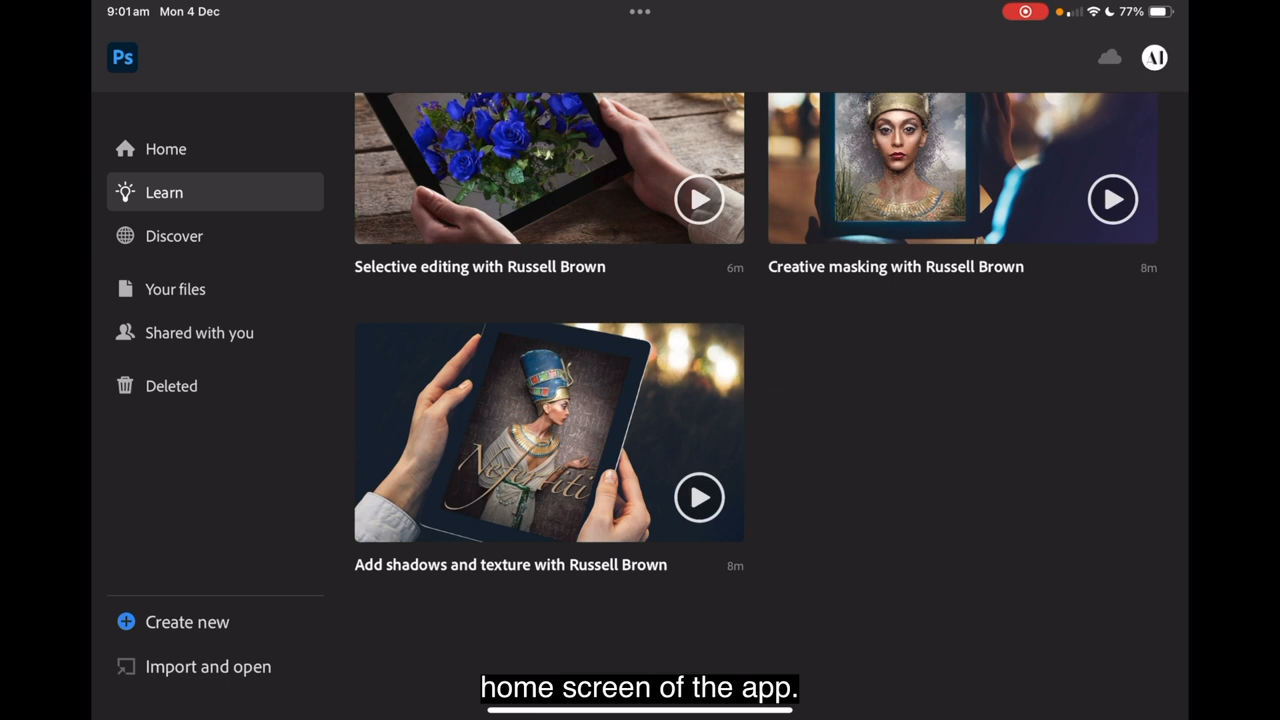 9:01am Mon 4 Dec
77%
Ps
AI
Home
Learn
Discover
Your files
Shared with you
Deleted
Create new
Import and open
Selective editing with Russell Brown
6m
Creative masking with Russell Brown
8m
Nefertiti
Add shadows and texture with Russell Brown
8m
home screen of the app.